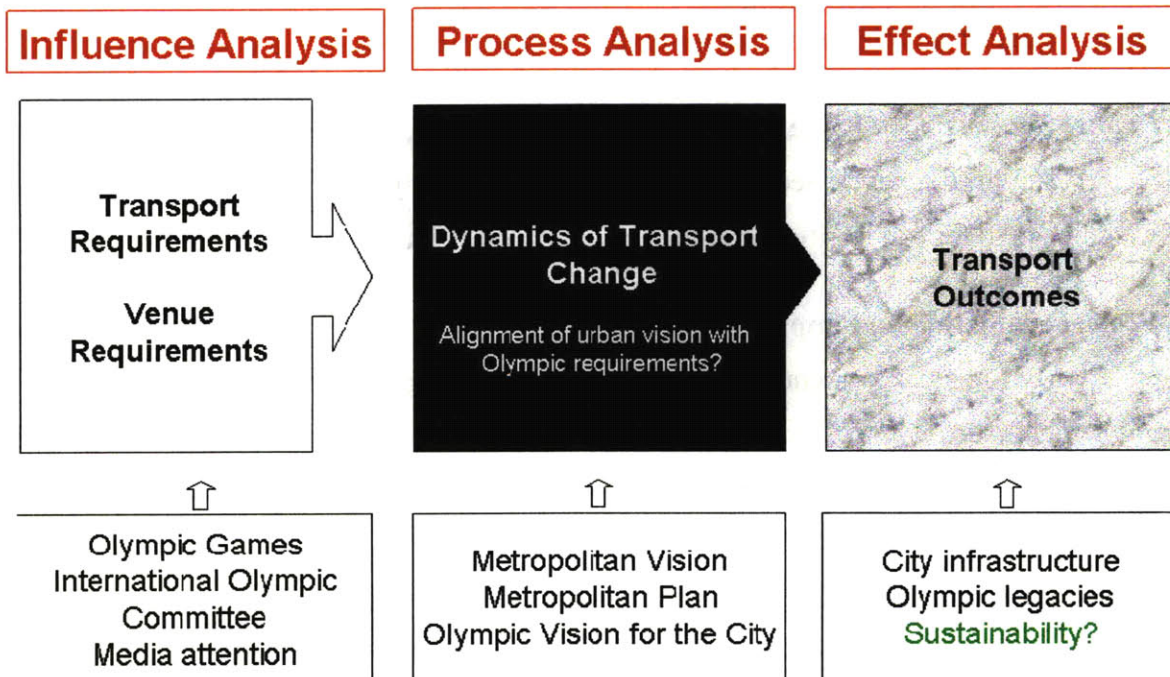 Influence Analysis
Process Analysis
Effect Analysis
Transport
Requirements
Venue
Requirements
Dynamics of Transport
Change
Alignment of urban vision with
Olympic requirements?
Transport
Outcomes
Olympic Games
International Olympic
Committee
Media attention
Metropolitan Vision
Metropolitan Plan
Olympic Vision for the City
City infrastructure
Olympic legacies
Sustainability?